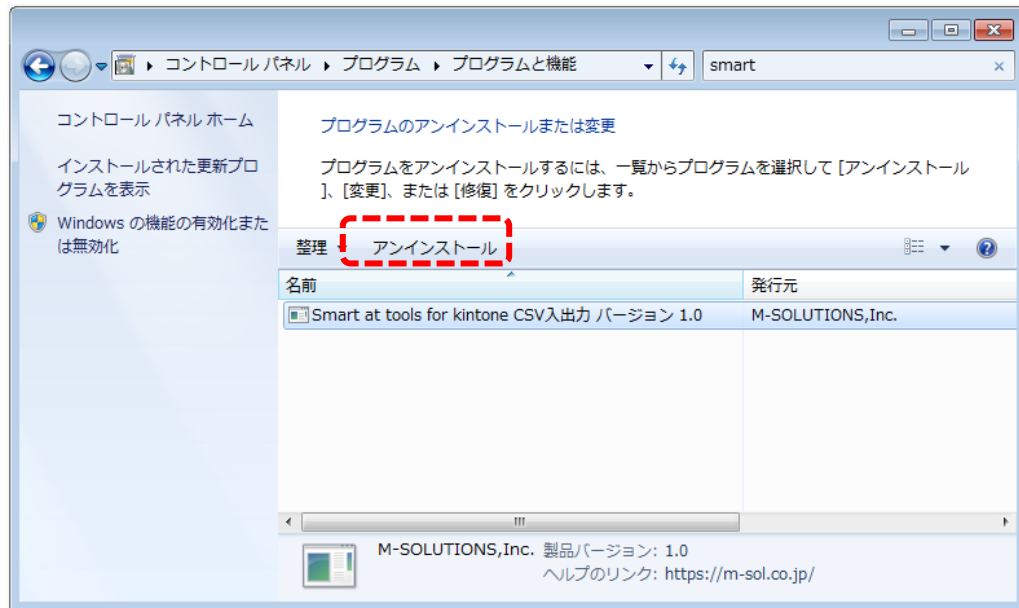 コントロール パネル ▸ プログラム ▸ プログラムと機能
smart
コントロール パネル ホーム
インストールされた更新プロ
グラムを表示
Windows の機能の有効化また
は無効化
プログラムのアンインストールまたは変更
プログラムをアンインストールするには、一覧からプログラムを選択して [アンインストール
]、[変更]、または [修復] をクリックします。
整理 アンインストール
名前 発行元
Smart at tools for kintone CSV入出力 バージョン 1.0 M-SOLUTIONS,Inc.
M-SOLUTIONS,Inc. 製品バージョン: 1.0
ヘルプのリンク: https://m-sol.co.jp/